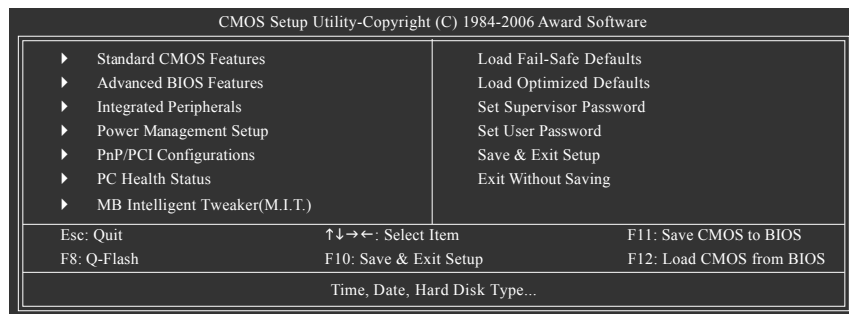 CMOS Setup Utility-Copyright (C) 1984-2006 Award Software
Standard CMOS Features
Advanced BIOS Features
Integrated Peripherals
Power Management Setup
PnP/PCI Configurations
PC Health Status
MB Intelligent Tweaker(M.I.T.)
Load Fail-Safe Defaults
Load Optimized Defaults
Set Supervisor Password
Set User Password
Save & Exit Setup
Exit Without Saving
Esc: Quit ↑↓→←: Select Item F11: Save CMOS to BIOS
F8: Q-Flash F10: Save & Exit Setup F12: Load CMOS from BIOS
Time, Date, Hard Disk Type...